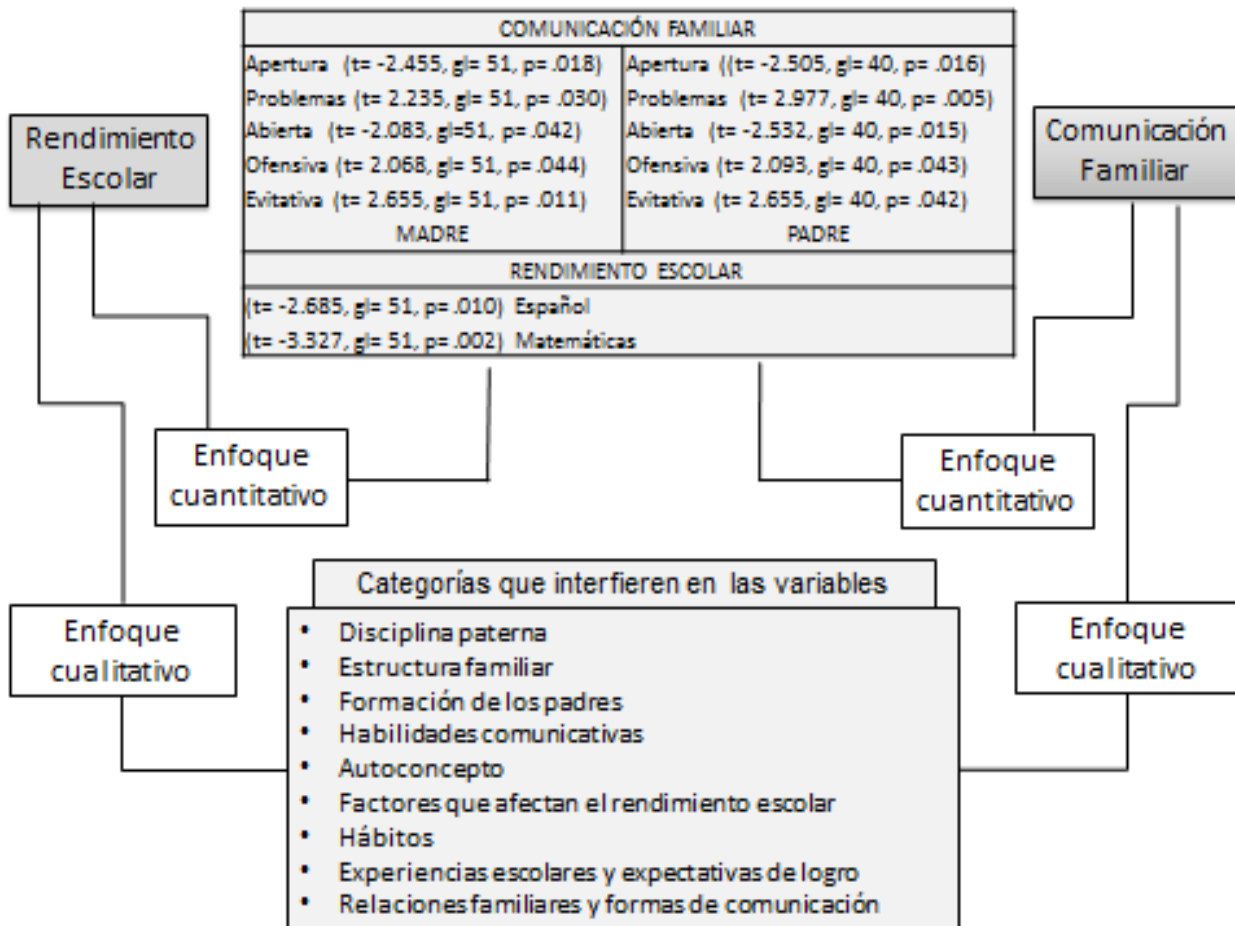 COMUNICACIÓN FAMILIAR
Apertura (t= -2.455, gl= 51, p= .018)
Problemas (t= 2.235, gl= 51, p= .030)
Abierta (t= -2.083, gl=51, p= .042)
Ofensiva (t= 2.068, gl= 51, p= .044)
Evitativa (t= 2.655, gl= 51, p= .011)
MADRE
Apertura ((t= -2.505, gl= 40, p= .016)
Problemas (t= 2.977, gl= 40, p= .005)
Abierta (t= -2.532, gl= 40, p= .015)
Ofensiva (t= 2.093, gl= 40, p= .043)
Evitativa (t= 2.655, gl= 40, p= .042)
PADRE
RENDIMIENTO ESCOLAR
(t= -2.685, gl= 51, p= .010) Español
(t= -3.327, gl= 51, p= .002) Matemáticas
Rendimiento
Escolar
Comunicación
Familiar
Enfoque
cuantitativo
Enfoque
cuantitativo
Enfoque
cualitativo
Enfoque
cualitativo
Categorías que interfieren en las variables
• Disciplina paterna
• Estructura familiar
• Formación de los padres
• Habilidades comunicativas
• Autoconcepto
• Factores que afectan el rendimiento escolar
• Hábitos
• Experiencias escolares y expectativas de logro
• Relaciones familiares y formas de comunicación